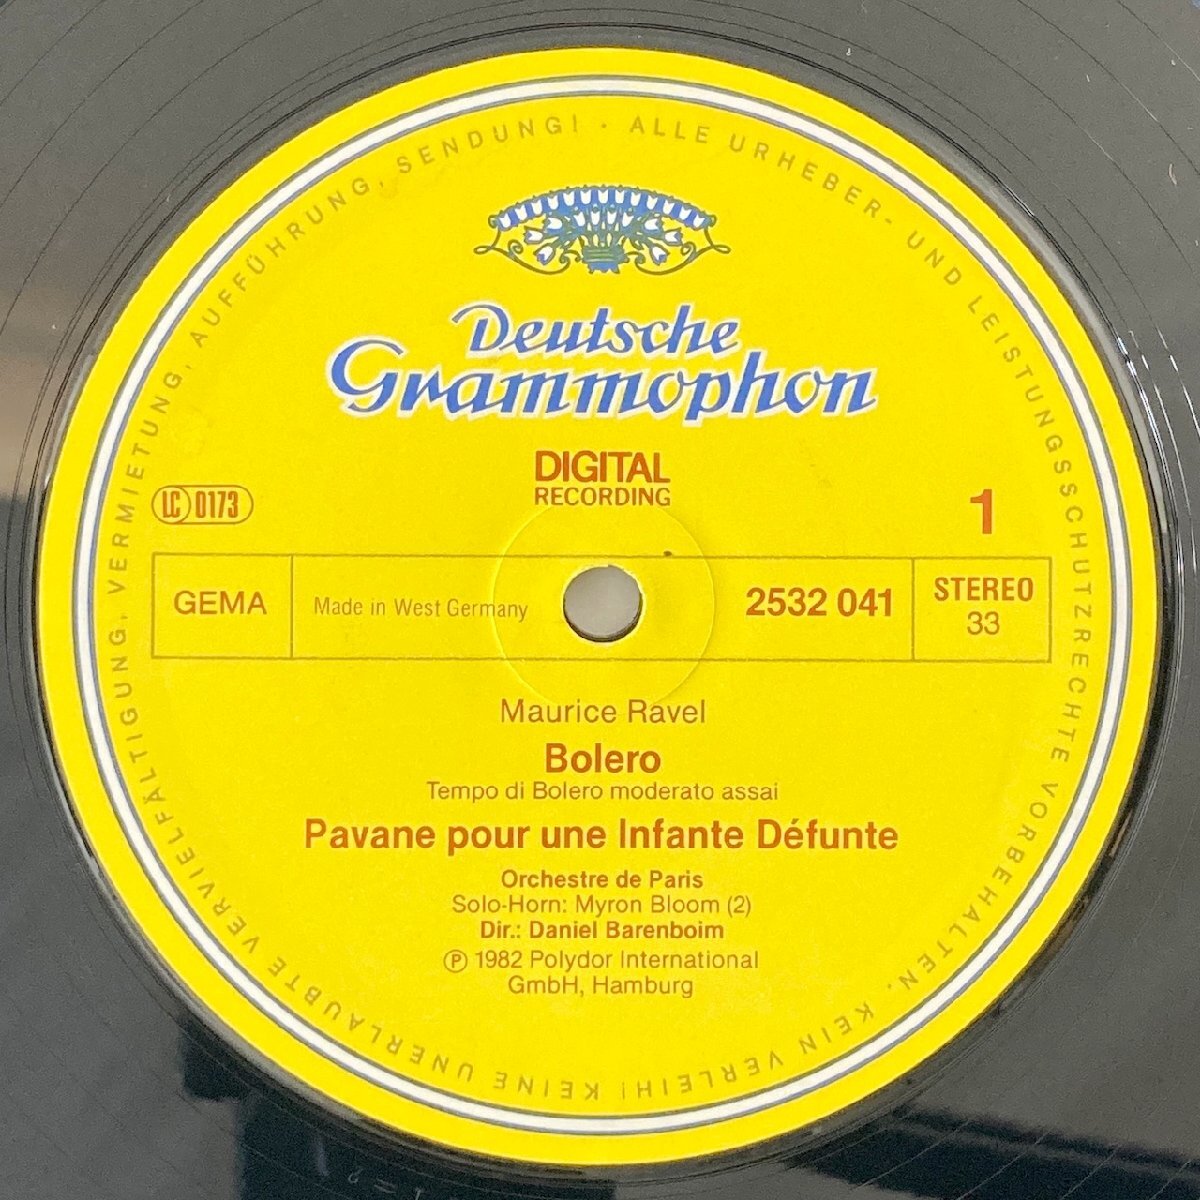 ALLE URHEBER- UND LEISTUNGSSCHUTZRECHTE VORBEHALTEN. KEIN VERLEIH! KEINE UNERLAUBTE VERVIELFÄLTIGUNG, VERMIETUNG, AUFFÜHRUNG, SENDUNG! ·
Deutsche
Grammophon
DIGITAL
RECORDING
LC 0173
1
GEMA
Made in West Germany
2532 041
STEREO
33
Maurice Ravel
Bolero
Tempo di Bolero moderato assai
Pavane pour une Infante Défunte
Orchestre de Paris
Solo-Horn: Myron Bloom (2)
Dir.: Daniel Barenboim
℗ 1982 Polydor International
GmbH, Hamburg